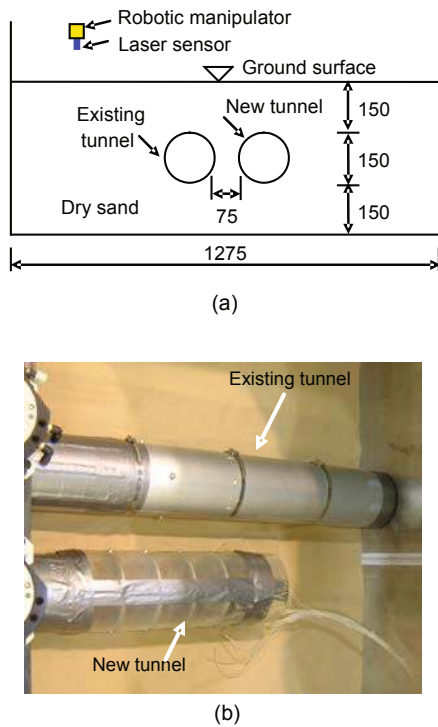 Robotic manipulator
Laser sensor
Ground surface
Existing
tunnel
New tunnel
150
150
75
Dry sand
150
1275
(a)
Existing tunnel
New tunnel
(b)